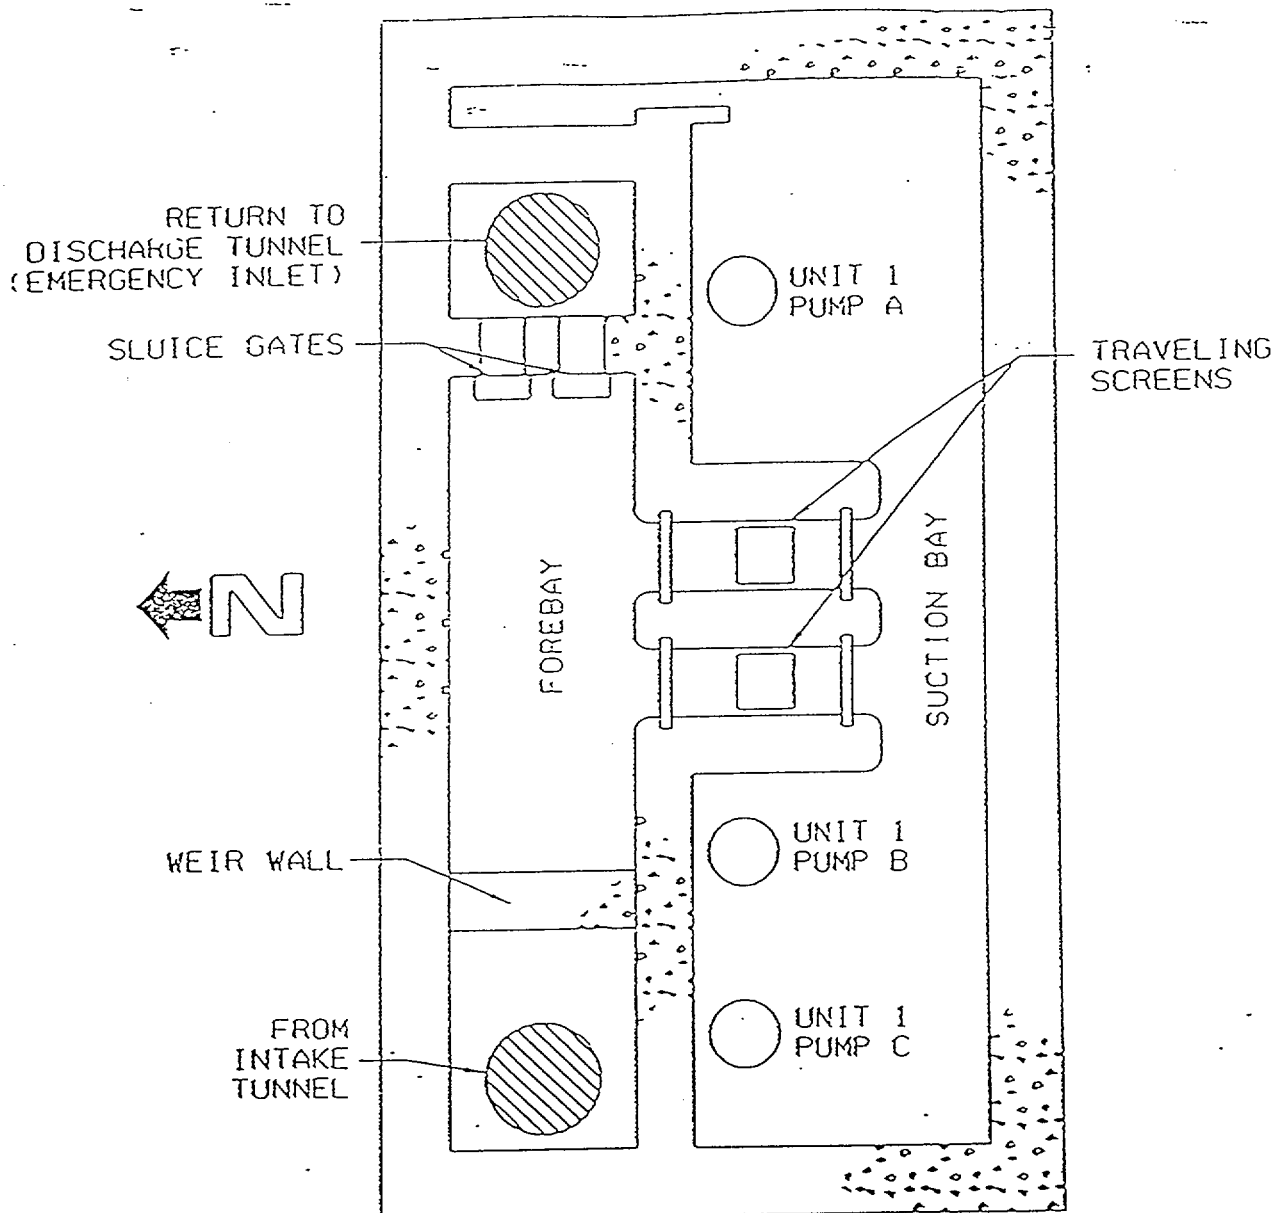 RETURN TO
DISCHARGE TUNNEL
(EMERGENCY INLET)
UNIT 1
PUMP A
SLUICE GATES
TRAVELING
SCREENS
N
FOREBAY
SUCTION BAY
WEIR WALL
UNIT 1
PUMP B
FROM
INTAKE
TUNNEL
UNIT 1
PUMP C